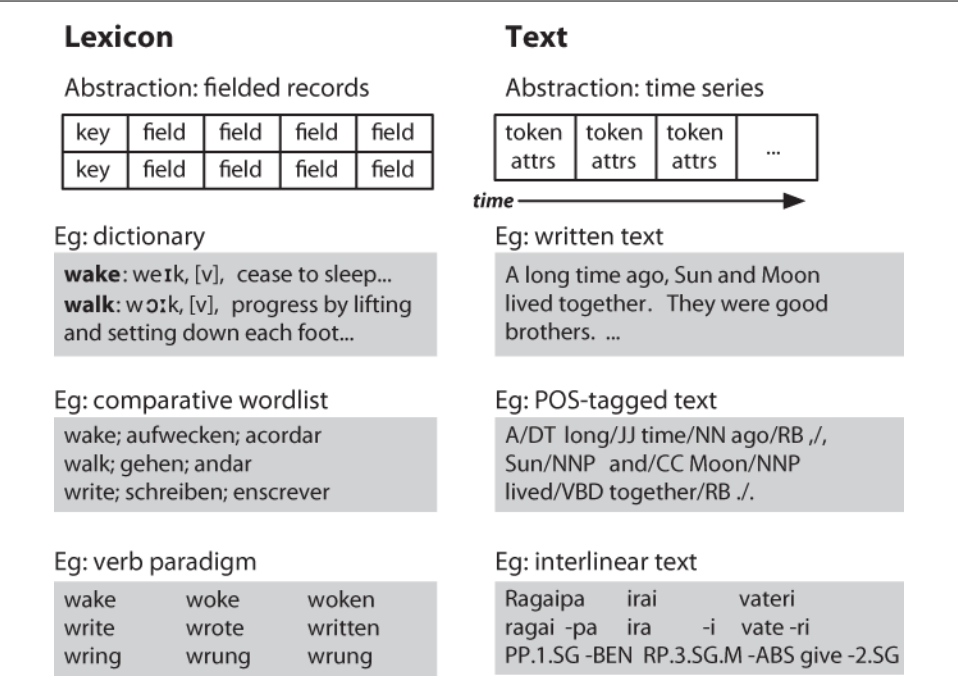 Lexicon
Abstraction: fielded records
key field field field field
key field field field field
Eg: dictionary
wake: weɪk, [v], cease to sleep...
walk: wɔɪk, [v], progress by lifting
and setting down each foot...
Eg: comparative wordlist
wake; aufwecken; acordar
walk; gehen; andar
write; schreiben; enscrever
Eg: verb paradigm
wake woke woken
write wrote written
wring wrung wrung
Text
Abstraction: time series
token token token ...
attrs attrs attrs
time
Eg: written text
A long time ago, Sun and Moon
lived together. They were good
brothers. ...
Eg: POS-tagged text
A/DT long/JJ time/NN ago/RB ,/,
Sun/NNP and/CC Moon/NNP
lived/VBD together/RB ./.
Eg: interlinear text
Ragaipa irai vateri
ragai -pa ira -i vate -ri
PP.1.SG -BEN RP.3.SG.M -ABS give -2.SG